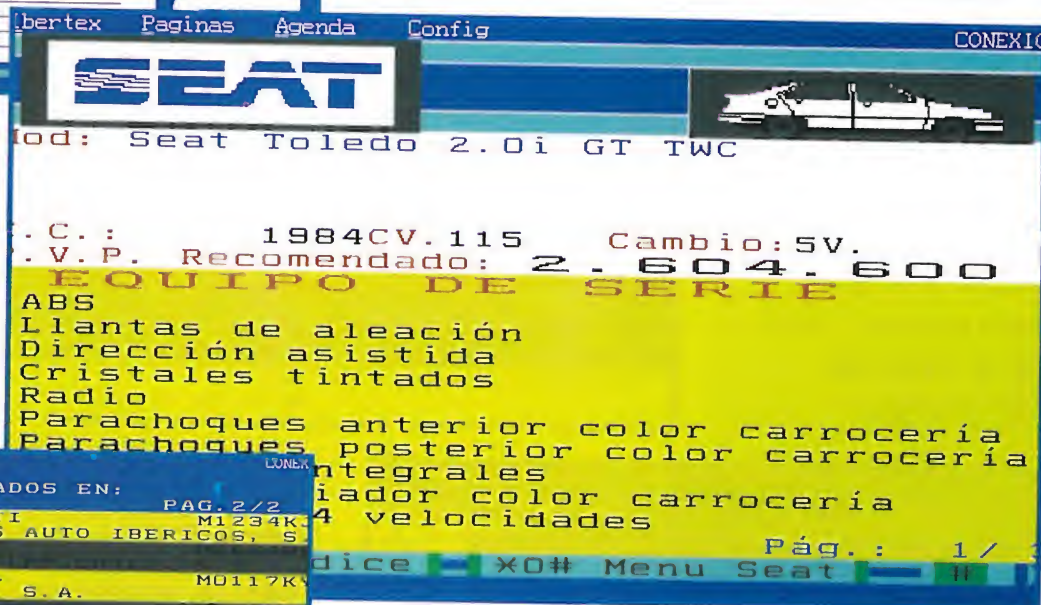 bertex Paginas Agenda Config CONEXIO
SEAT
od: Seat Toledo 2.0i GT TWC
.C.: 1984CV.115 Cambio:5V.
.V.P. Recomendado: 2.604.600
EQUIPO DE SERIE
ABS
Llantas de aleación
Dirección asistida
Cristales tintados
Radio
Parachoques anterior color carrocería
Parachoques posterior color carrocería
ntegrales
iador color carrocería
4 velocidades
Pág.: 1/
dice *0# Menu Seat #
CONEX
ADOS EN:
PAG.2/2
I M1234K
AUTO IBERICOS, S.
M0117K
S.A.